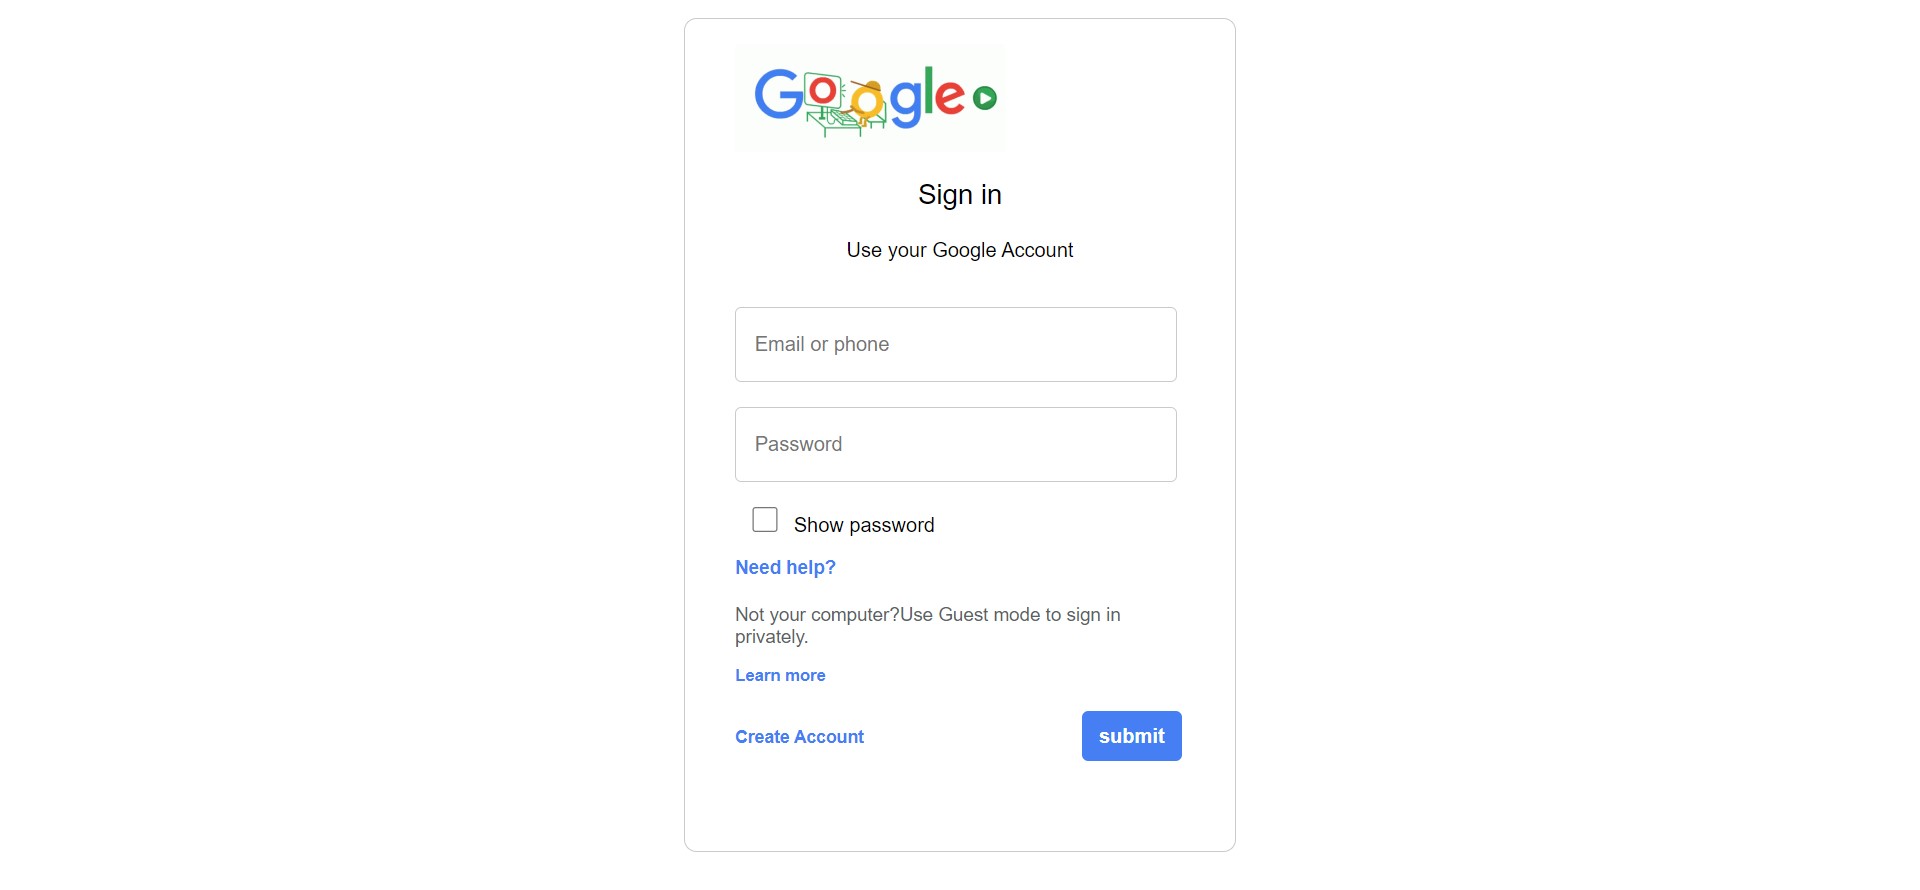 Google
Sign in
Use your Google Account
Email or phone
Password
Show password
Need help?
Not your computer?Use Guest mode to sign in
privately.
Learn more
Create Account
submit